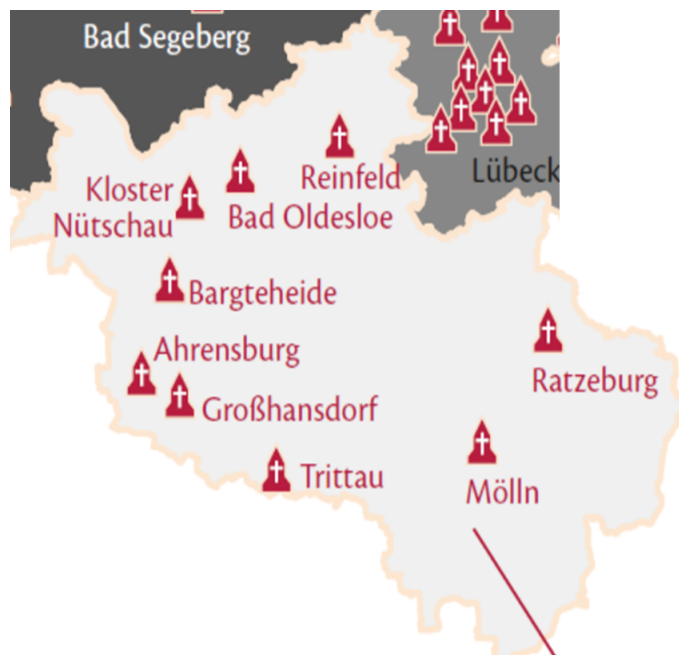 Bad Segeberg
Lübeck
Reinfeld
Kloster
Nütschau
Bad Oldesloe
Bargteheide
Ahrensburg
Großhansdorf
Ratzeburg
Trittau
Mölln